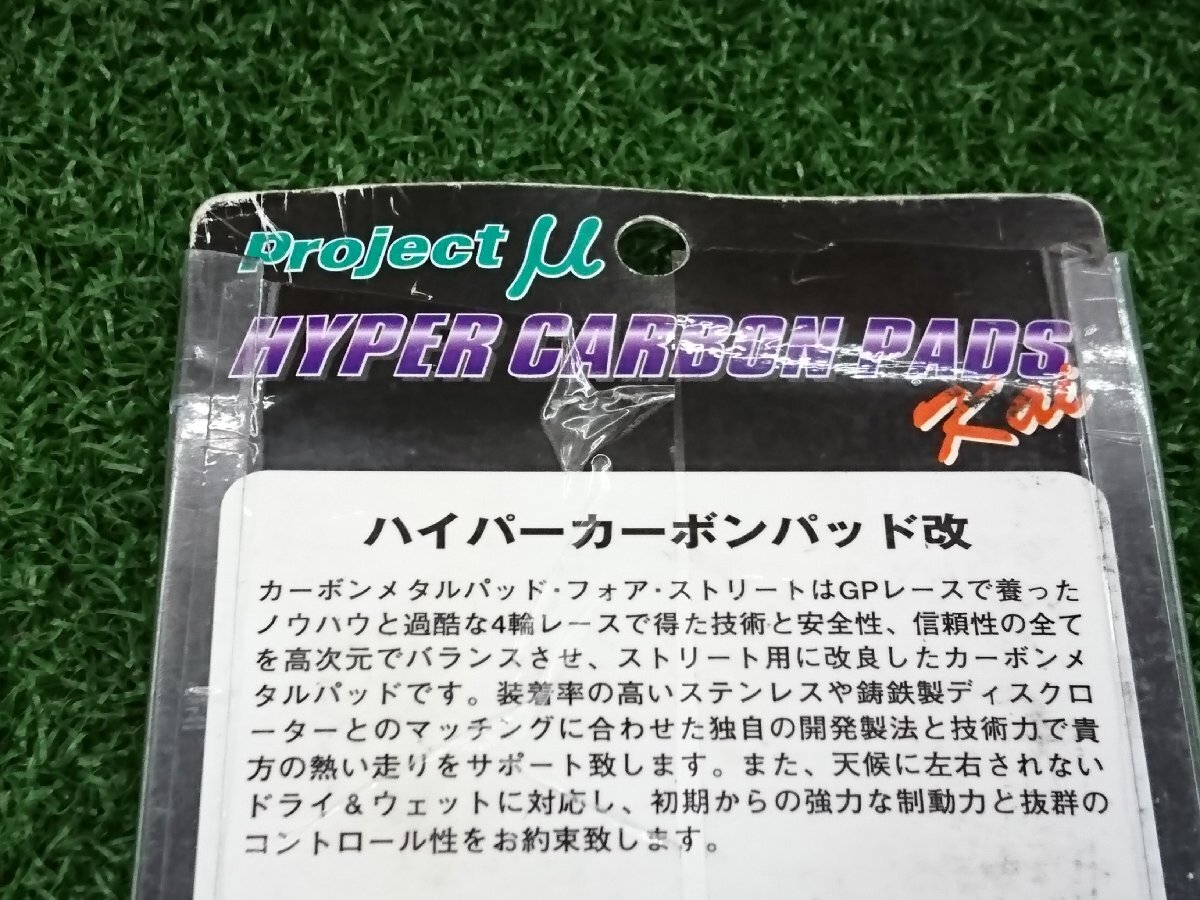 Project μ
HYPER CARBON PADS
Kai
ハイパーカーボンパッド改
カーボンメタルパッド・フォア・ストリートはGPレースで養った
ノウハウと過酷な4輪レースで得た技術と安全性、信頼性の全て
を高次元でバランスさせ、ストリート用に改良したカーボンメ
タルパッドです。装着率の高いステンレスや鋳鉄製ディスクロ
ーターとのマッチングに合わせた独自の開発製法と技術力で貴
方の熱い走りをサポート致します。また、天候に左右されない
ドライ&ウェットに対応し、初期からの強力な制動力と抜群の
コントロール性をお約束致します。